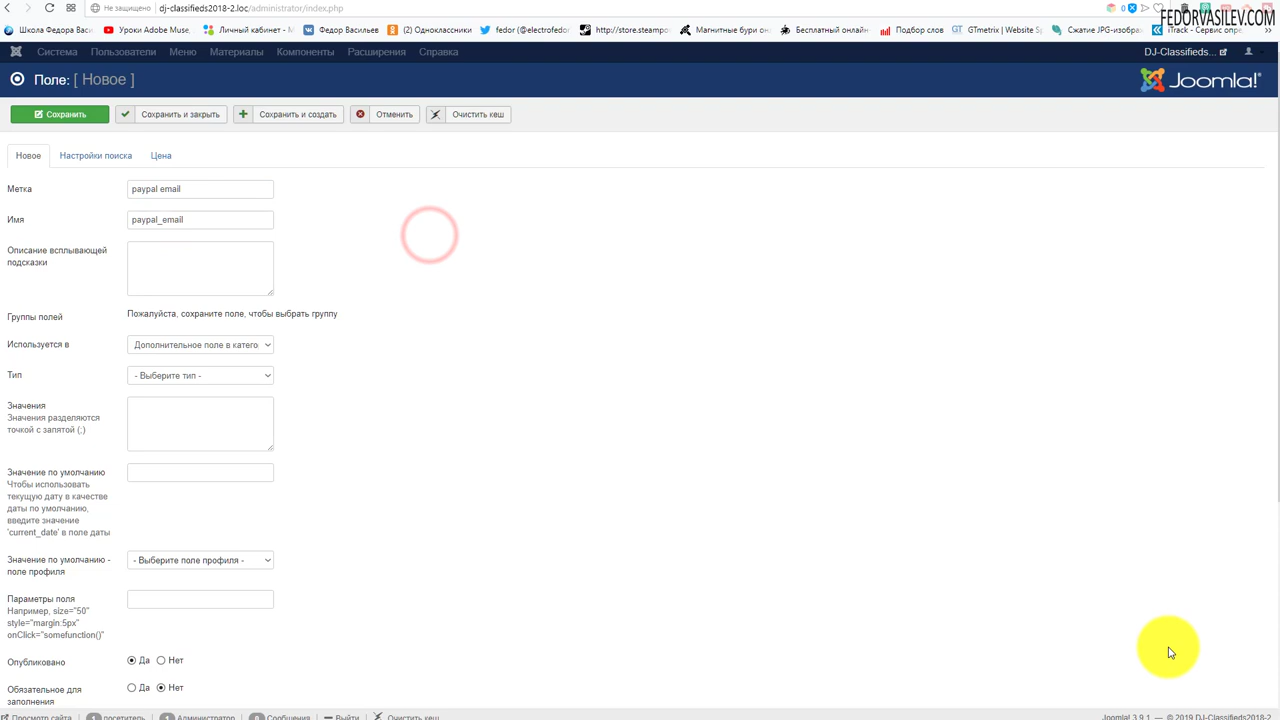 Не защищено
dj-classifieds2018-2.loc/administrator/index.php
FEDORVASILEV.COM
Школа Федора Васи Уроки Adobe Muse, Личный кабинет - М Федор Васильев (2) Одноклассники fedor (@electrofedo http://store.steampo Магнитные бури он Бесплатный онлайн Подбор слов GTmetrix | Website Sp Сжатие JPG-изобра iTrack - Сервис опре »
Система Пользователи Меню Материалы Компоненты Расширения Справка DJ-Classifieds...
Поле: [ Новое ] Joomla!
Сохранить Сохранить и закрыть Сохранить и создать Отменить Очистить кеш
Новое Настройки поиска Цена
Метка paypal email
Имя paypal_email
Описание всплывающей
подсказки
Группы полей Пожалуйста, сохраните поле, чтобы выбрать группу
Используется в Дополнительное поле в катего
Тип - Выберите тип -
Значения
Значения разделяются
точкой с запятой (;)
Значение по умолчанию
Чтобы использовать
текущую дату в качестве
даты по умолчанию,
введите значение
'current_date' в поле даты
Значение по умолчанию - - Выберите поле профиля -
поле профиля
Параметры поля
Например, size="50"
style="margin:5px"
onClick="somefunction()"
Опубликовано Да Нет
Обязательное для Да Нет
заполнения
Просмотр сайта 1 посетитель 1 Администратор 0 Сообщения Выйти Очистить кеш Joomla! 3.9.1 — © 2019 DJ-Classifieds2018-2